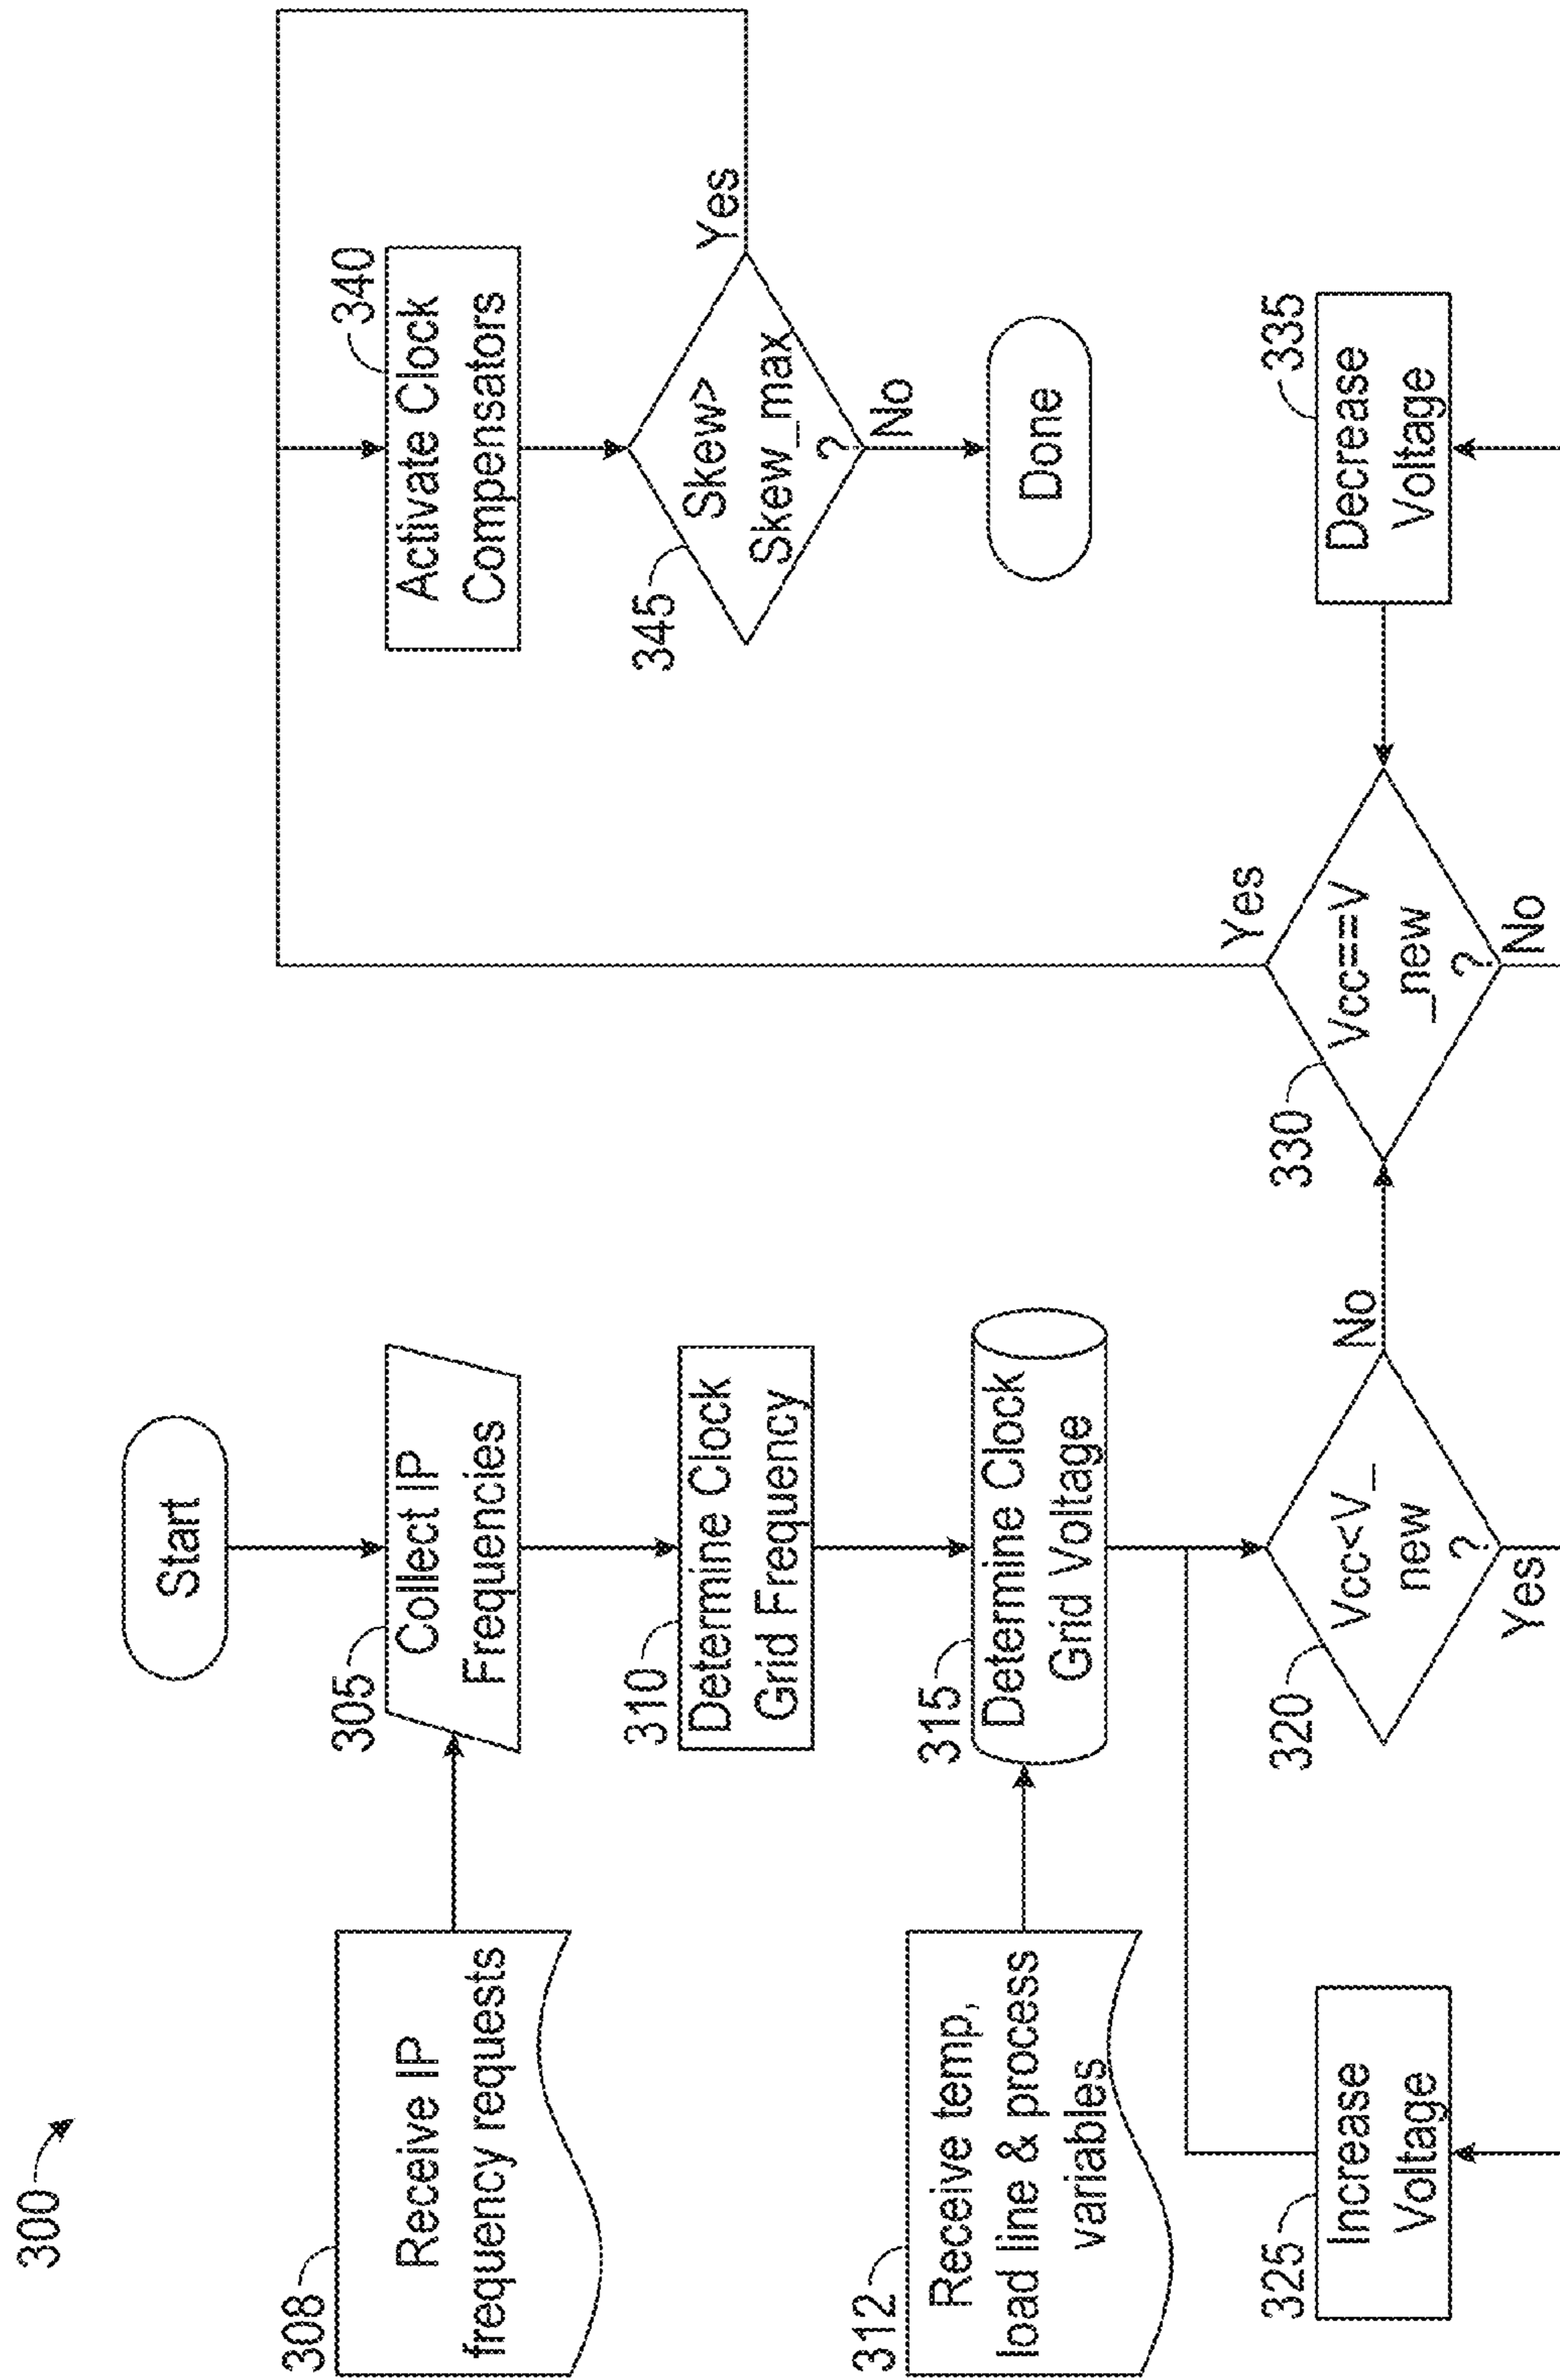 300
Start
308
Receive IP
frequency requests
305
Collect IP
Frequencies
310
Determine Clock
Grid Frequency
312
Receive temp,
load line & process
variables
315
Determine Clock
Grid Voltage
320
Vcc<V_
new
?
Yes
No
325
Increase
Voltage
330
Vcc==V
_new
?
Yes
No
335
Decrease
Voltage
340
Activate Clock
Compensators
345
Skew>
Skew_max
?
Yes
No
Done